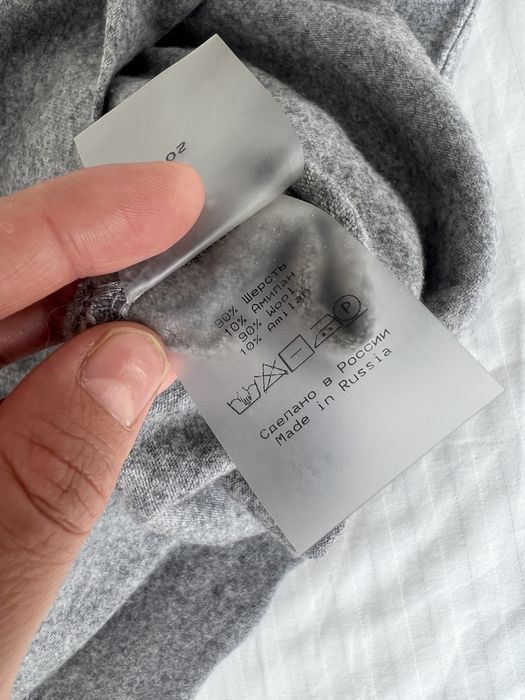 90% Шерсть
10% Амилан
90% Wool
10% Amilan
P
Сделано в России
Made in Russia